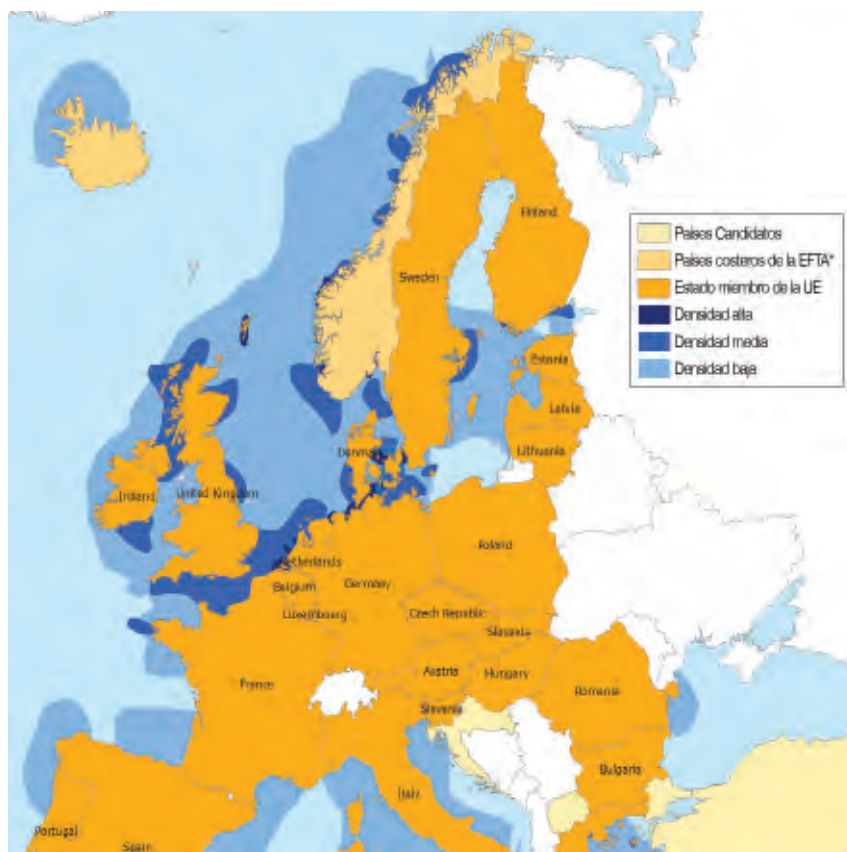 Finland
Países Candidatos
Países costeros de la EFTA*
Estado miembro de la UE
Densidad alta
Densidad media
Densidad baja
y
Sweden
Estonia
Latvia
Denmark
Lithuania
Ireland
United Kingdom
Poland
Netherlands
Belgium
Germany
Luxembourg
Czech Republic
Slovakia
Austria
Hungary
France
Romania
Slovenia
Bulgaria
Italy
Portugal
Spain